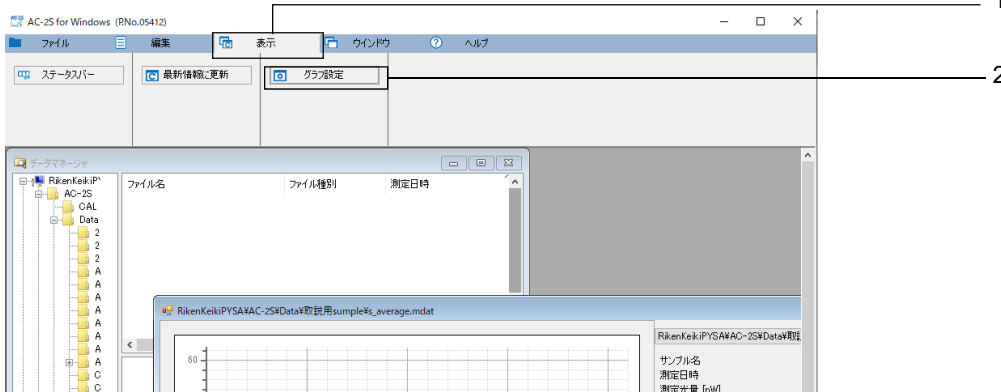 AC-2S for Windows (P.No.05412)
ファイル 編集 表示 ウインドウ ヘルプ
ステータスバー 最新情報に更新 グラフ設定
2
データマネージャ
ファイル名 ファイル種別 測定日時
RikenKeikiP
AC-2S
CAL
Data
2
2
2
A
A
A
A
A
A
A
A
C
C
RikenKeikiPYSA¥AC-2S¥Data¥取説用sumple¥s_average.mdat
60
RikenKeikiPYSA¥AC-2S¥Data¥取説
サンプル名
測定日時
測定光量 [nW]